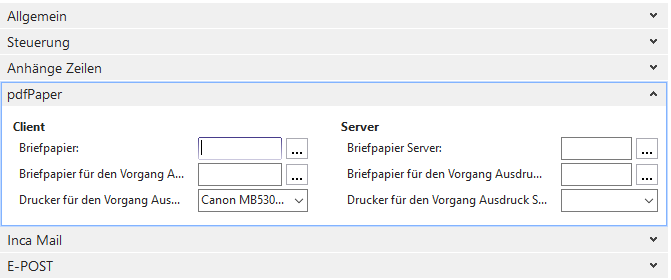 Allgemein
Steuerung
Anhänge Zeilen
pdfPaper
Client
Server
Briefpapier:
...
Briefpapier Server:
...
Briefpapier für den Vorgang A...
...
Briefpapier für den Vorgang Ausdru...
...
Drucker für den Vorgang Aus...
Canon MB530...
Drucker für den Vorgang Ausdruck S...
Inca Mail
E-POST